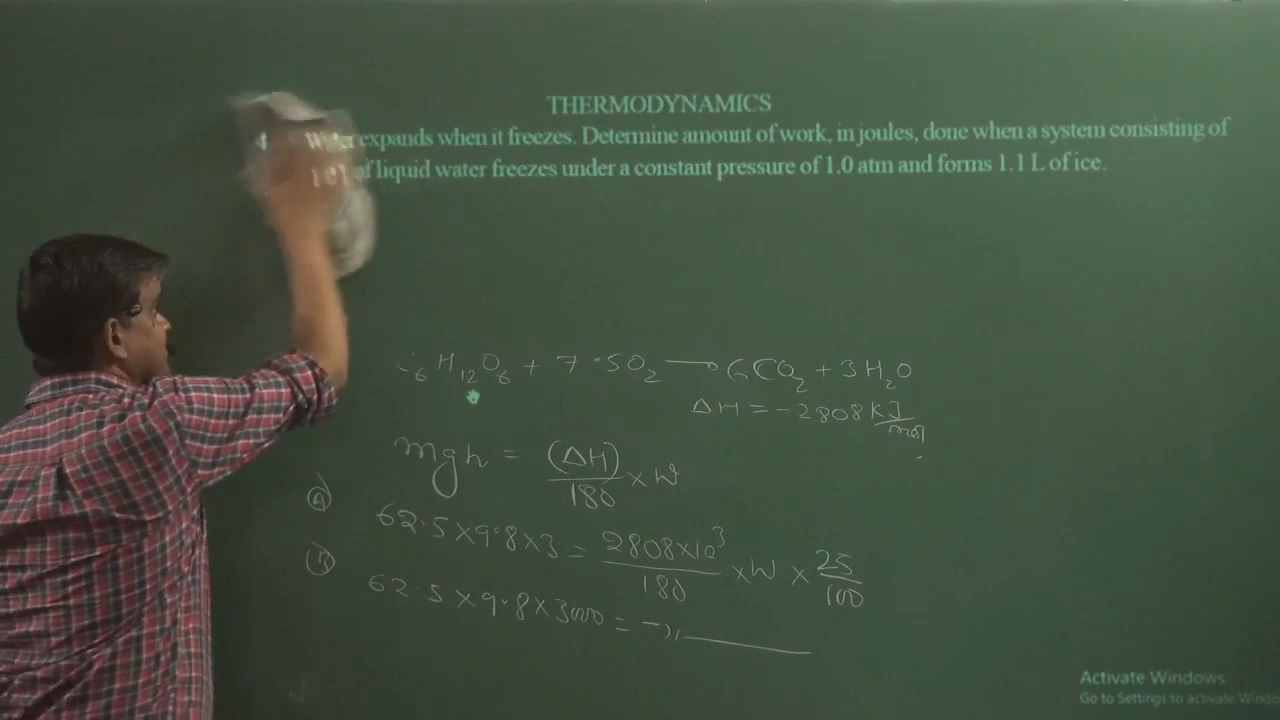 THERMODYNAMICS
Water expands when it freezes. Determine amount of work, in joules, done when a system consisting of
of liquid water freezes under a constant pressure of 1.0 atm and forms 1.1 L of ice.
C₆H₁₂O₆ + 7.5O₂ → 6CO₂ + 3H₂O
ΔH = -2808 kJ/mol
mgh = (ΔH)/180 × W
(A) 62.5×9.8×3 = 2808×10³/180 × W × 25/100
(B) 62.5×9.8×3000 =
Activate Windows
Go to Settings to activate